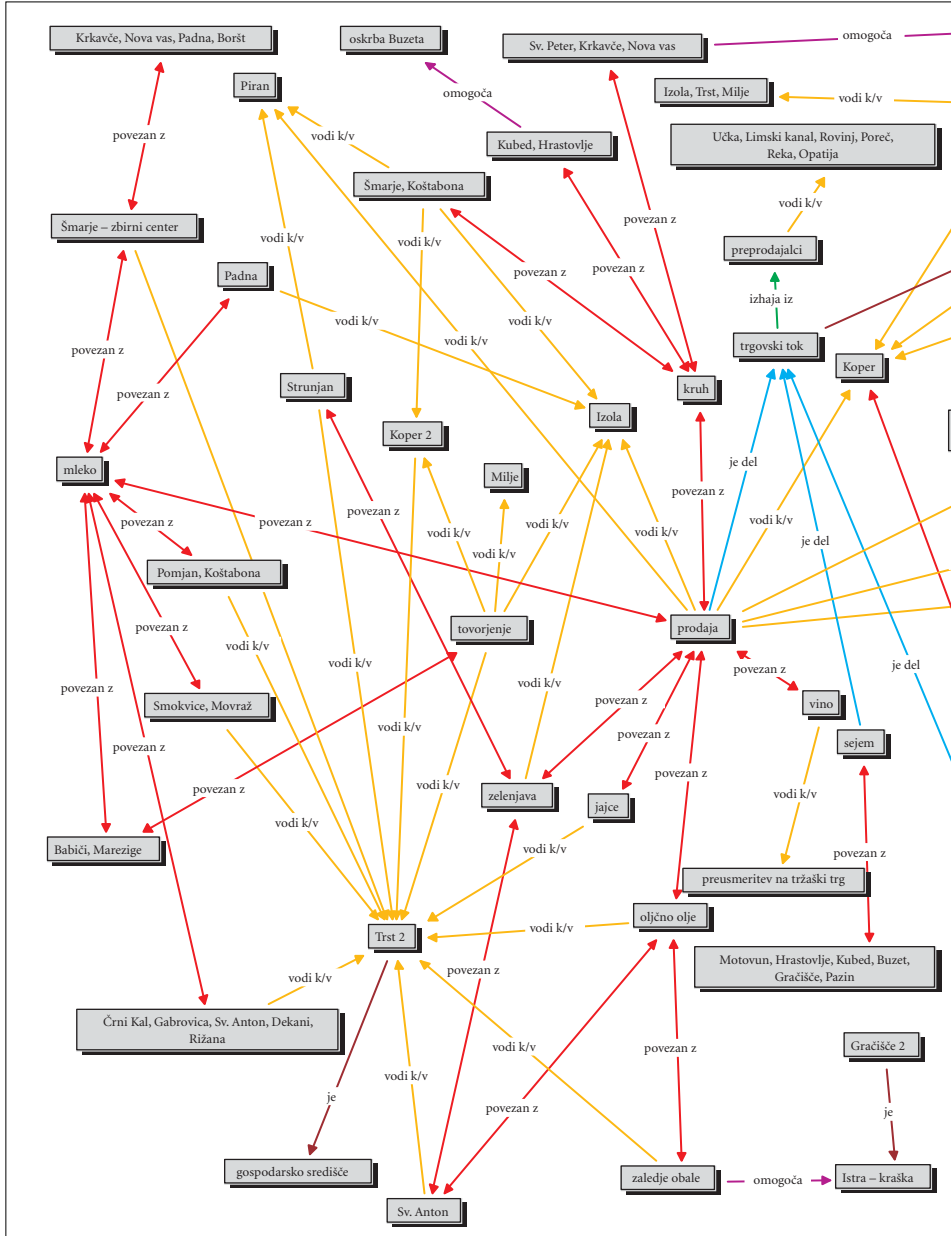 Krkavče, Nova vas, Padna, Boršt
oskrba Buzeta
Sv. Peter, Krkavče, Nova vas
omogoča
Piran
omogoča
Izola, Trst, Milje
vodi k/v
povezan z
vodi k/v
Kubed, Hrastovlje
Učka, Limski kanal, Rovinj, Poreč,
Reka, Opatija
Šmarje, Koštabona
vodi k/v
Šmarje – zbirni center
povezan z
vodi k/v
vodi k/v
preprodajalci
Padna
povezan z
povezan z
izhaja iz
vodi k/v
vodi k/v
vodi k/v
trgovski tok
povezan z
Koper
Strunjan
kruh
povezan z
Izola
Koper 2
mleko
Milje
je del
povezan z
povezan z
povezan z
povezan z
vodi k/v
vodi k/v
vodi k/v
vodi k/v
vodi k/v
je del
Pomjan, Koštabona
vodi k/v
povezan z
tovorjenje
prodaja
vodi k/v
vodi k/v
povezan z
povezan z
je del
vodi k/v
Smokvice, Movraž
povezan z
vino
vodi k/v
vodi k/v
povezan z
sejem
povezan z
povezan z
povezan z
vodi k/v
zelenjava
jajce
vodi k/v
Babiči, Marezige
vodi k/v
povezan z
preusmeritev na tržaški trg
oljčno olje
vodi k/v
Trst 2
Motovun, Hrastovlje, Kubed, Buzet,
Gračišče, Pazin
vodi k/v
povezan z
Črni Kal, Gabrovica, Sv. Anton, Dekani,
Rižana
vodi k/v
povezan z
Gračišče 2
vodi k/v
je
povezan z
je
gospodarsko središče
zaledje obale
omogoča
Istra – kraška
Sv. Anton